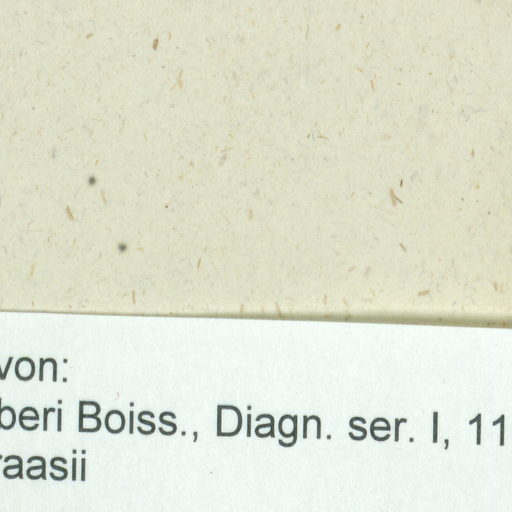 von:
beri Boiss., Diagn. ser. I, 11
raasii